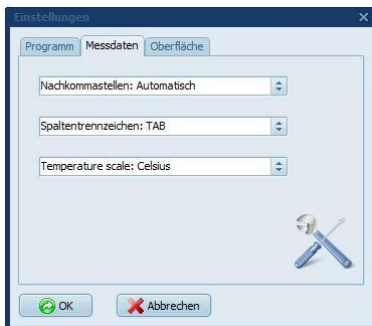 Einstellungen
Programm Messdaten Oberfläche
Nachkommastellen: Automatisch
Spaltentrennzeichen: TAB
Temperature scale: Celsius
OK Abbrechen